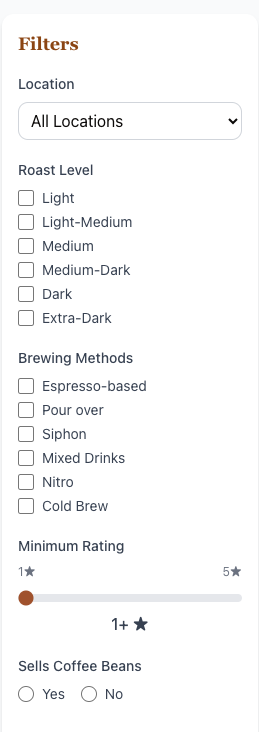 Filters
Location
All Locations
Roast Level
Light
Light-Medium
Medium
Medium-Dark
Dark
Extra-Dark
Brewing Methods
Espresso-based
Pour over
Siphon
Mixed Drinks
Nitro
Cold Brew
Minimum Rating
1★ 5★
1+ ★
Sells Coffee Beans
Yes No